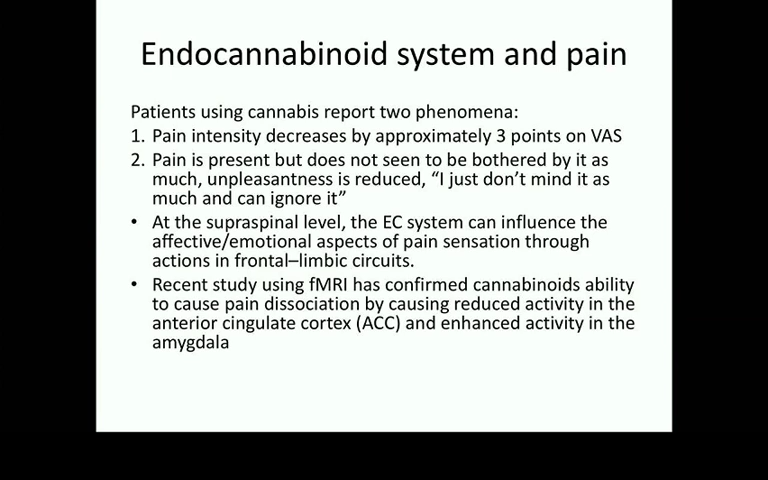 Endocannabinoid system and pain
Patients using cannabis report two phenomena:
1. Pain intensity decreases by approximately 3 points on VAS
2. Pain is present but does not seen to be bothered by it as
much, unpleasantness is reduced, “I just don’t mind it as
much and can ignore it”
• At the supraspinal level, the EC system can influence the
affective/emotional aspects of pain sensation through
actions in frontal–limbic circuits.
• Recent study using fMRI has confirmed cannabinoids ability
to cause pain dissociation by causing reduced activity in the
anterior cingulate cortex (ACC) and enhanced activity in the
amygdala